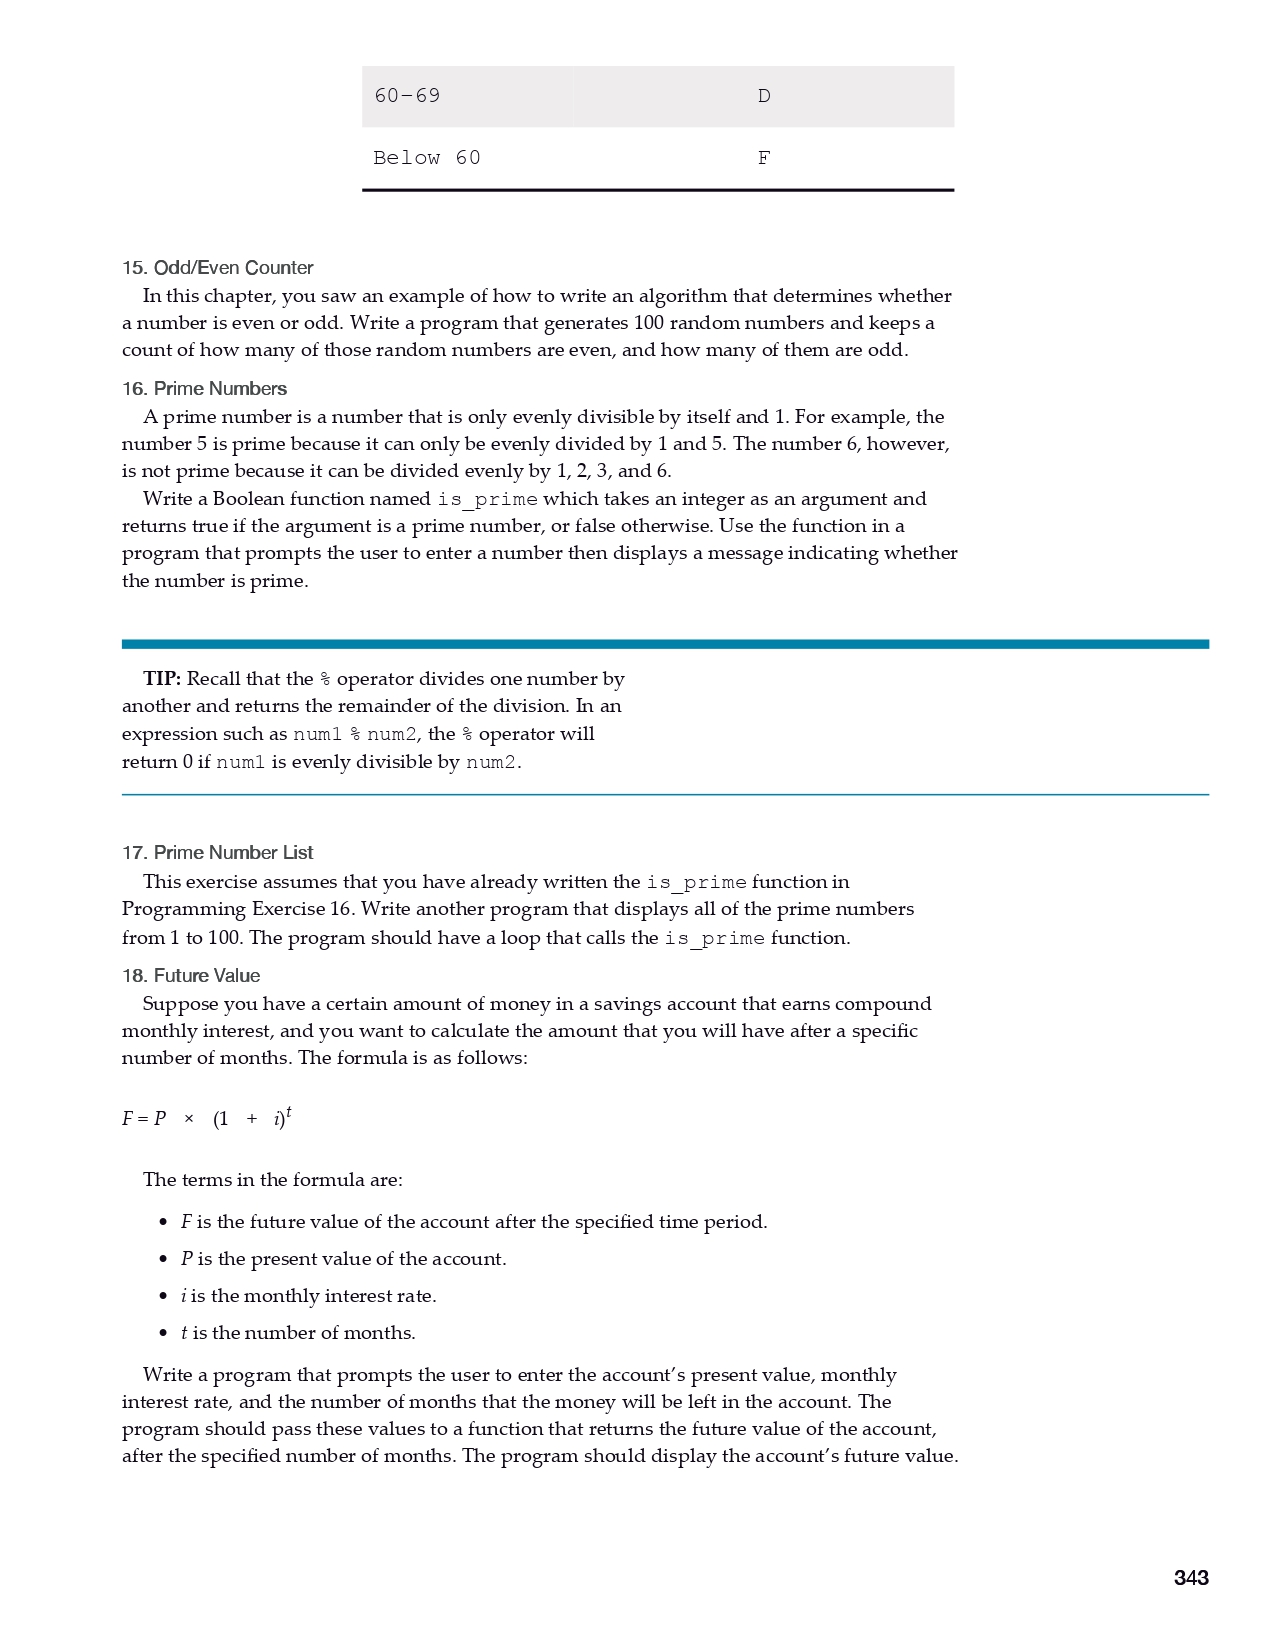 60–69 D
Below 60 F
15. Odd/Even Counter
In this chapter, you saw an example of how to write an algorithm that determines whether
a number is even or odd. Write a program that generates 100 random numbers and keeps a
count of how many of those random numbers are even, and how many of them are odd.
16. Prime Numbers
A prime number is a number that is only evenly divisible by itself and 1. For example, the
number 5 is prime because it can only be evenly divided by 1 and 5. The number 6, however,
is not prime because it can be divided evenly by 1, 2, 3, and 6.
Write a Boolean function named is_prime which takes an integer as an argument and
returns true if the argument is a prime number, or false otherwise. Use the function in a
program that prompts the user to enter a number then displays a message indicating whether
the number is prime.
TIP: Recall that the % operator divides one number by
another and returns the remainder of the division. In an
expression such as num1 % num2, the % operator will
return 0 if num1 is evenly divisible by num2.
17. Prime Number List
This exercise assumes that you have already written the is_prime function in
Programming Exercise 16. Write another program that displays all of the prime numbers
from 1 to 100. The program should have a loop that calls the is_prime function.
18. Future Value
Suppose you have a certain amount of money in a savings account that earns compound
monthly interest, and you want to calculate the amount that you will have after a specific
number of months. The formula is as follows:
F = P × (1 + i)^t
The terms in the formula are:
• F is the future value of the account after the specified time period.
• P is the present value of the account.
• i is the monthly interest rate.
• t is the number of months.
Write a program that prompts the user to enter the account’s present value, monthly
interest rate, and the number of months that the money will be left in the account. The
program should pass these values to a function that returns the future value of the account,
after the specified number of months. The program should display the account’s future value.
343